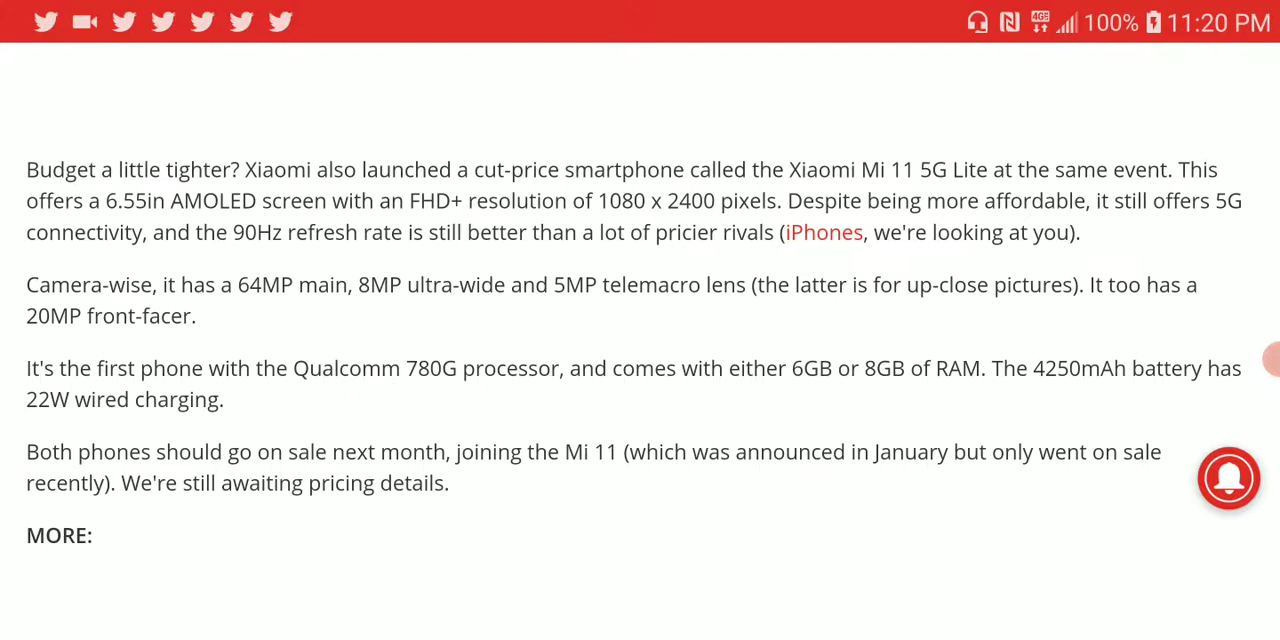 4GE 100% 11:20 PM
Budget a little tighter? Xiaomi also launched a cut-price smartphone called the Xiaomi Mi 11 5G Lite at the same event. This
offers a 6.55in AMOLED screen with an FHD+ resolution of 1080 x 2400 pixels. Despite being more affordable, it still offers 5G
connectivity, and the 90Hz refresh rate is still better than a lot of pricier rivals (iPhones, we're looking at you).
Camera-wise, it has a 64MP main, 8MP ultra-wide and 5MP telemacro lens (the latter is for up-close pictures). It too has a
20MP front-facer.
It's the first phone with the Qualcomm 780G processor, and comes with either 6GB or 8GB of RAM. The 4250mAh battery has
22W wired charging.
Both phones should go on sale next month, joining the Mi 11 (which was announced in January but only went on sale
recently). We're still awaiting pricing details.
MORE: